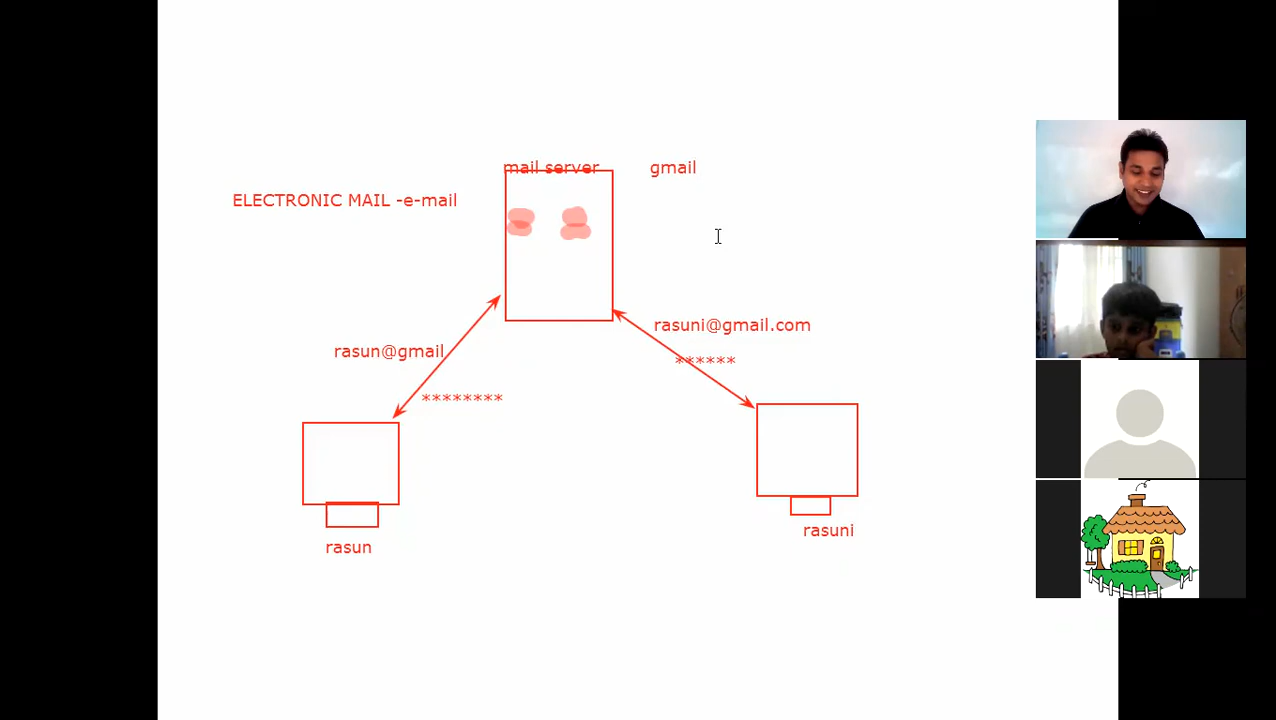 mail server
gmail
ELECTRONIC MAIL -e-mail
rasuni@gmail.com
rasun@gmail
******
********
rasuni
rasun